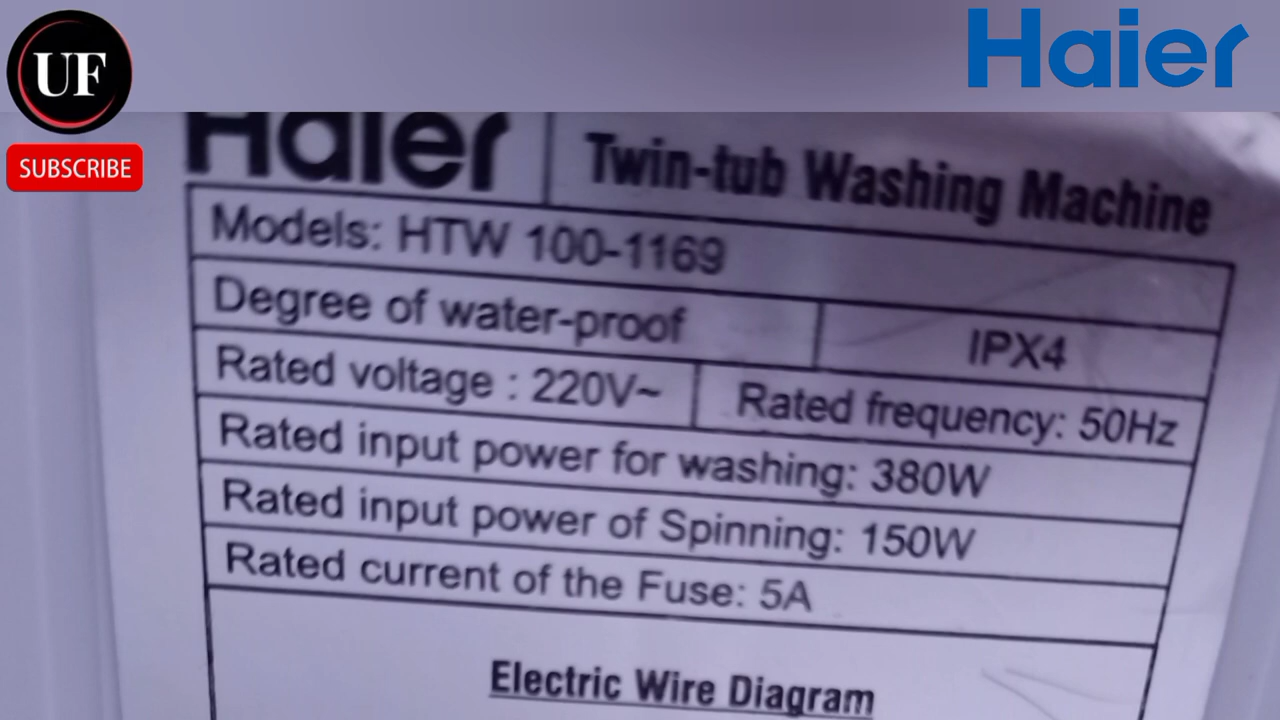 UF
SUBSCRIBE
Haier
Haier
Twin-tub Washing Machine
Models: HTW 100-1169
Degree of water-proof IPX4
Rated voltage : 220V~ Rated frequency: 50Hz
Rated input power for washing: 380W
Rated input power of Spinning: 150W
Rated current of the Fuse: 5A
Electric Wire Diagram